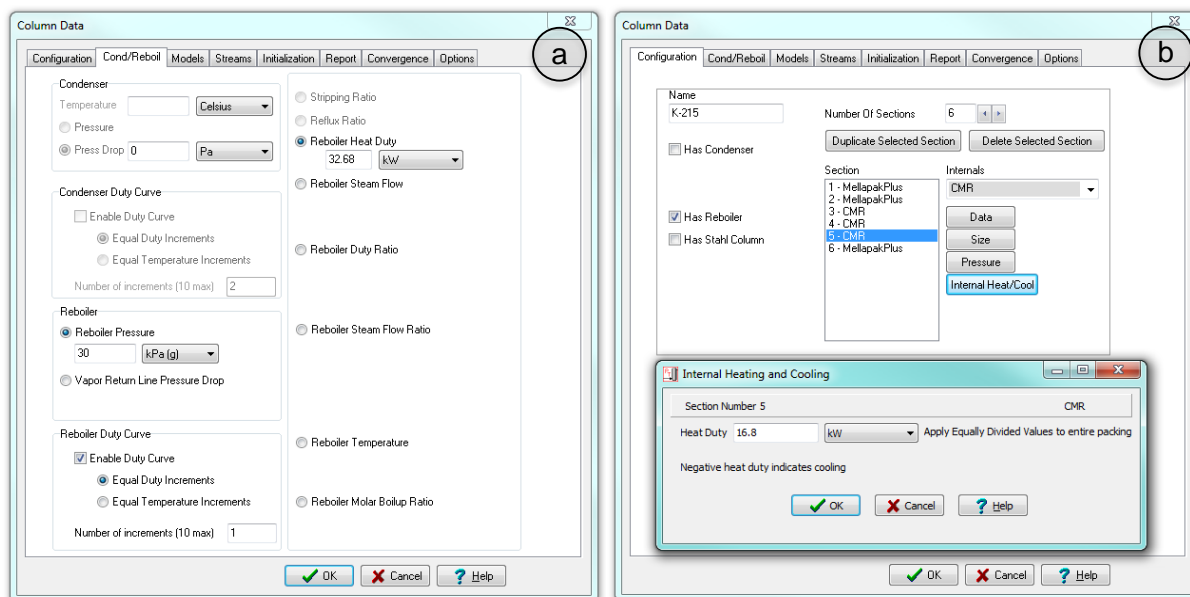 Column Data
a
Configuration Cond/Reboil Models Streams Initialization Report Convergence Options
Condenser
Temperature Celsius
Pressure
Press Drop 0 Pa
Condenser Duty Curve
Enable Duty Curve
Equal Duty Increments
Equal Temperature Increments
Number of increments (10 max) 2
Reboiler
Reboiler Pressure
30 kPa (g)
Vapor Return Line Pressure Drop
Reboiler Duty Curve
Enable Duty Curve
Equal Duty Increments
Equal Temperature Increments
Number of increments (10 max) 1
Stripping Ratio
Reflux Ratio
Reboiler Heat Duty
32.68 kW
Reboiler Steam Flow
Reboiler Duty Ratio
Reboiler Steam Flow Ratio
Reboiler Temperature
Reboiler Molar Boilup Ratio
OK Cancel ? Help
Column Data
b
Configuration Cond/Reboil Models Streams Initialization Report Convergence Options
Name
K-215
Has Condenser
Has Reboiler
Has Stahl Column
Number Of Sections 6
Duplicate Selected Section Delete Selected Section
Section
1 - MellapakPlus
2 - MellapakPlus
3 - CMR
4 - CMR
5 - CMR
6 - MellapakPlus
Internals
CMR
Data
Size
Pressure
Internal Heat/Cool
Internal Heating and Cooling
Section Number 5 CMR
Heat Duty 16.8 kW Apply Equally Divided Values to entire packing
Negative heat duty indicates cooling
OK Cancel ? Help
OK Cancel ? Help